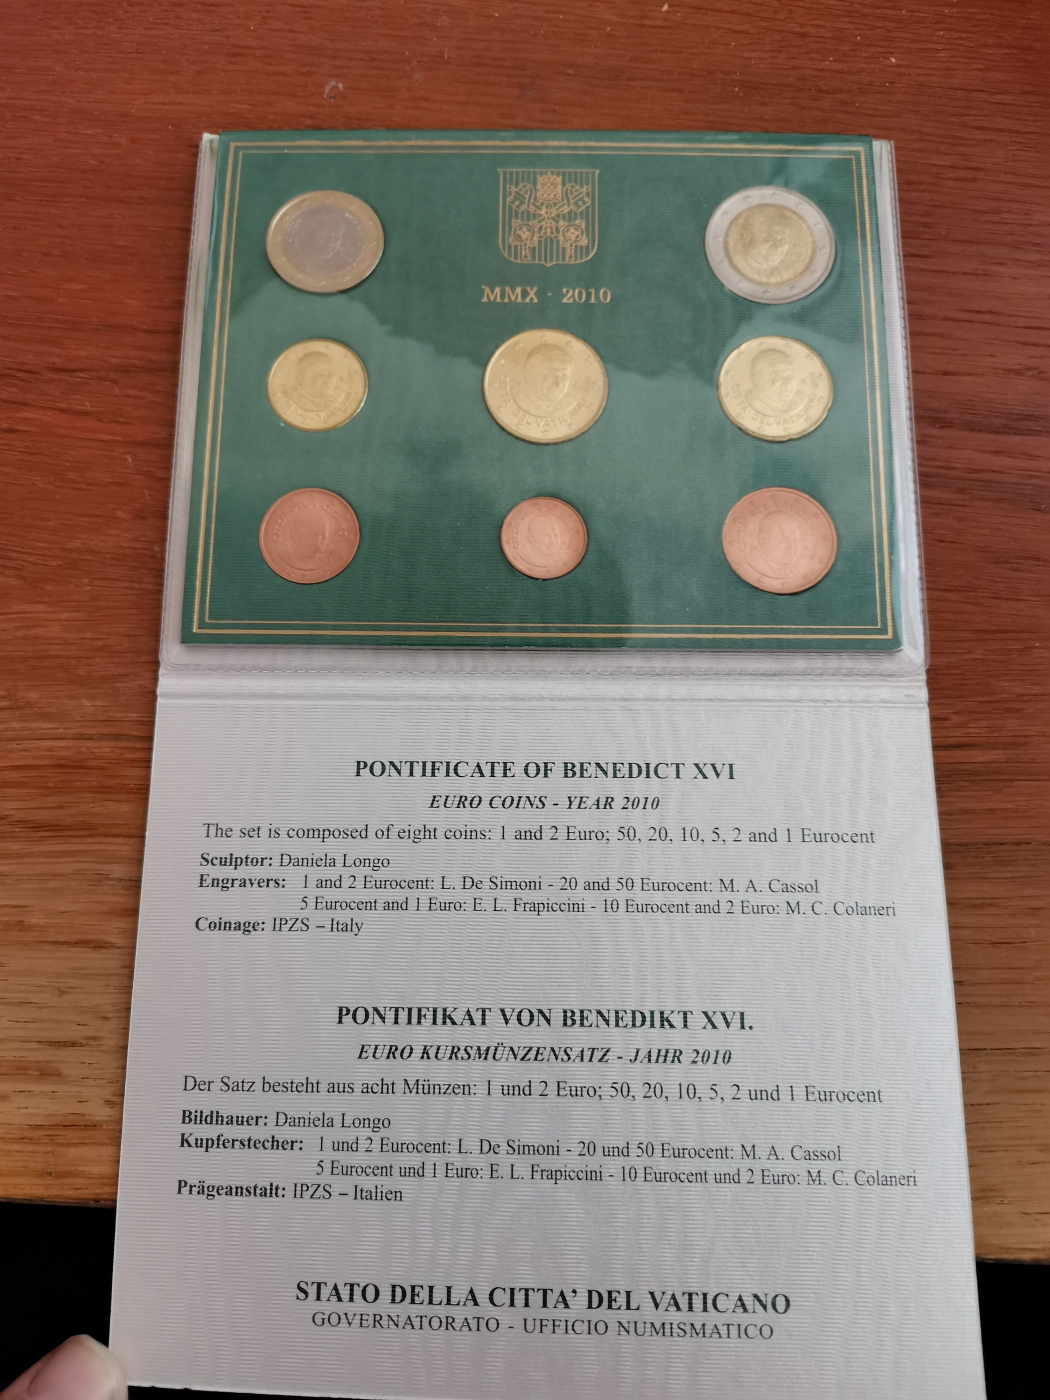 MMX · 2010
PONTIFICATE OF BENEDICT XVI
EURO COINS - YEAR 2010
The set is composed of eight coins: 1 and 2 Euro; 50, 20, 10, 5, 2 and 1 Eurocent
Sculptor: Daniela Longo
Engravers: 1 and 2 Eurocent: L. De Simoni - 20 and 50 Eurocent: M. A. Cassol
5 Eurocent and 1 Euro: E. L. Frapiccini - 10 Eurocent and 2 Euro: M. C. Colaneri
Coinage: IPZS – Italy
PONTIFIKAT VON BENEDIKT XVI.
EURO KURSMÜNZENSATZ - JAHR 2010
Der Satz besteht aus acht Münzen: 1 und 2 Euro; 50, 20, 10, 5, 2 und 1 Eurocent
Bildhauer: Daniela Longo
Kupferstecher: 1 und 2 Eurocent: L. De Simoni - 20 und 50 Eurocent: M. A. Cassol
5 Eurocent und 1 Euro: E. L. Frapiccini - 10 Eurocent und 2 Euro: M. C. Colaneri
Prägeanstalt: IPZS – Italien
STATO DELLA CITTA' DEL VATICANO
GOVERNATORATO - UFFICIO NUMISMATICO